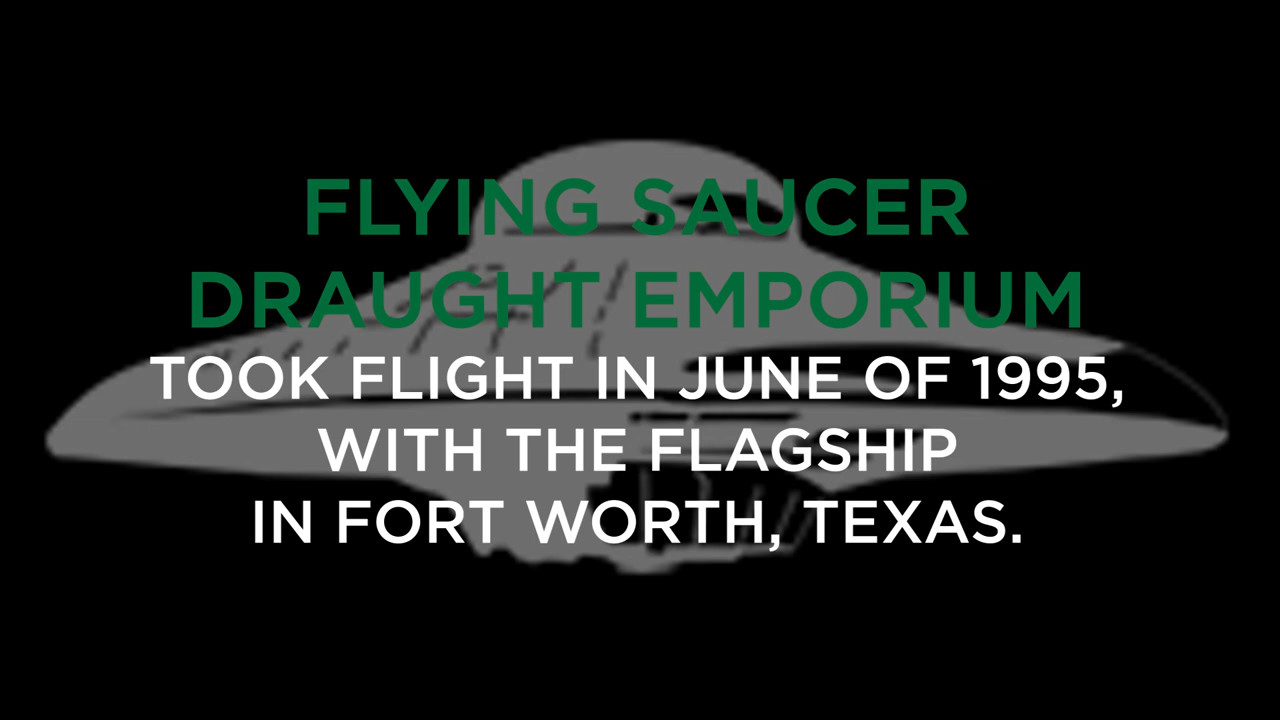 FLYING SAUCER
DRAUGHT EMPORIUM
TOOK FLIGHT IN JUNE OF 1995,
WITH THE FLAGSHIP
IN FORT WORTH, TEXAS.